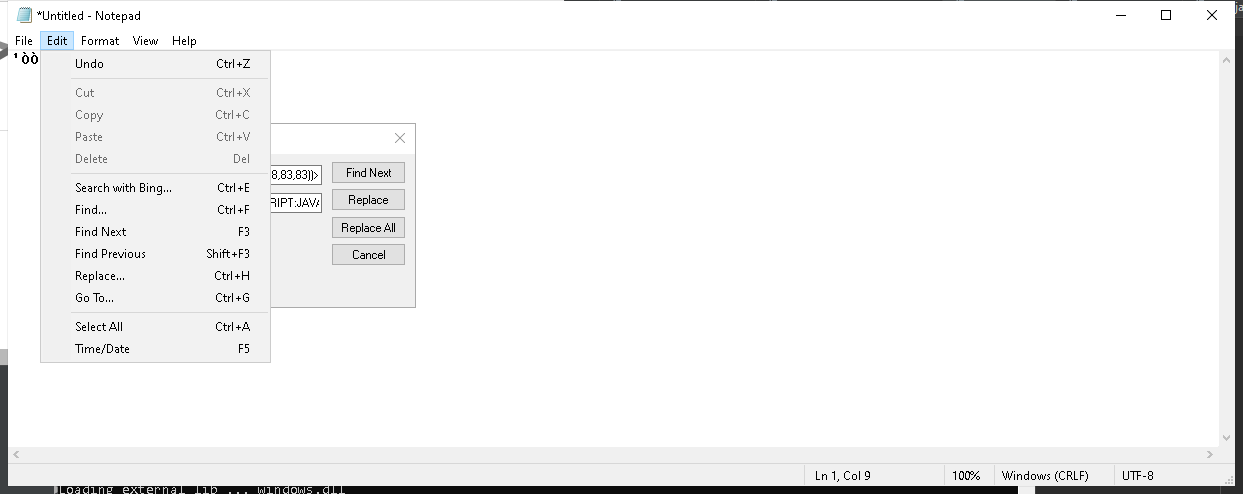 *Untitled - Notepad
File Edit Format View Help
¹òò
Undo Ctrl+Z
Cut Ctrl+X
Copy Ctrl+C
Paste Ctrl+V
Delete Del
Search with Bing... Ctrl+E
Find... Ctrl+F
Find Next F3
Find Previous Shift+F3
Replace... Ctrl+H
Go To... Ctrl+G
Select All Ctrl+A
Time/Date F5
8,83,83))>
RIPT:JAVA
Find Next
Replace
Replace All
Cancel
Ln 1, Col 9 100% Windows (CRLF) UTF-8
Loading external lib ... windows.dll